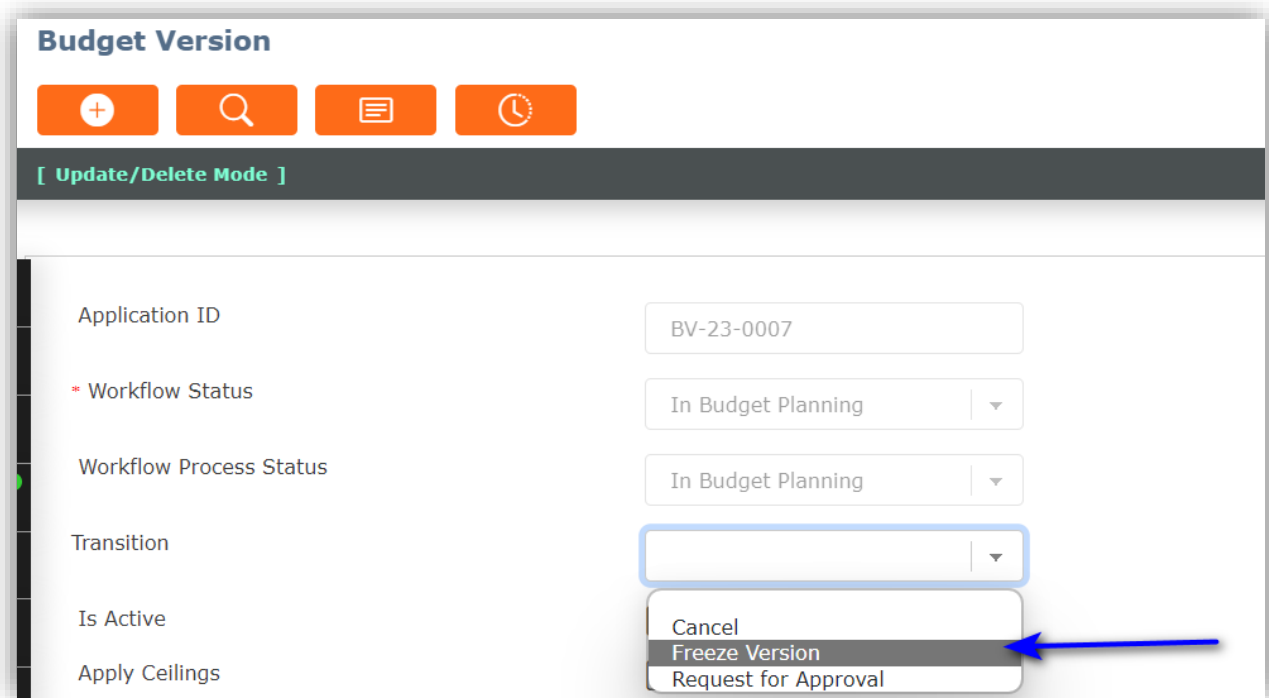 Budget Version
[ Update/Delete Mode ]
Application ID
BV-23-0007
* Workflow Status
In Budget Planning
Workflow Process Status
In Budget Planning
Transition
Is Active
Cancel
Freeze Version
Apply Ceilings
Request for Approval